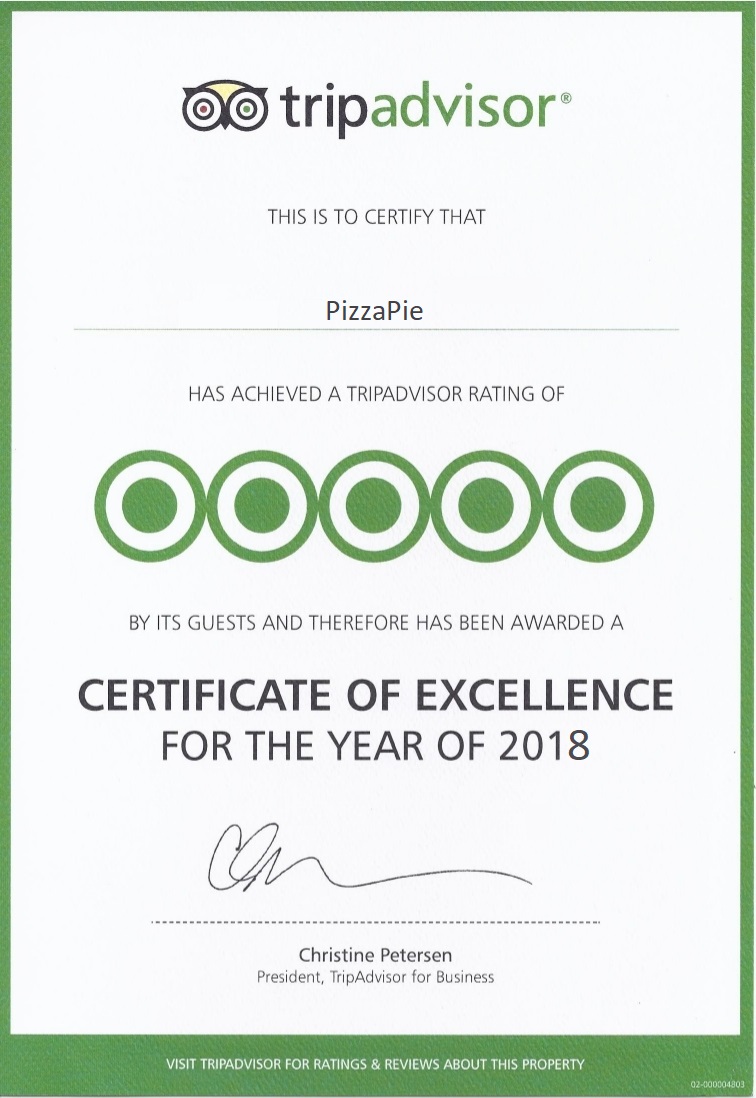 tripadvisor®
THIS IS TO CERTIFY THAT
PizzaPie
HAS ACHIEVED A TRIPADVISOR RATING OF
BY ITS GUESTS AND THEREFORE HAS BEEN AWARDED A
CERTIFICATE OF EXCELLENCE
FOR THE YEAR OF 2018
Christine Petersen
President, TripAdvisor for Business
VISIT TRIPADVISOR FOR RATINGS & REVIEWS ABOUT THIS PROPERTY
02-000004803